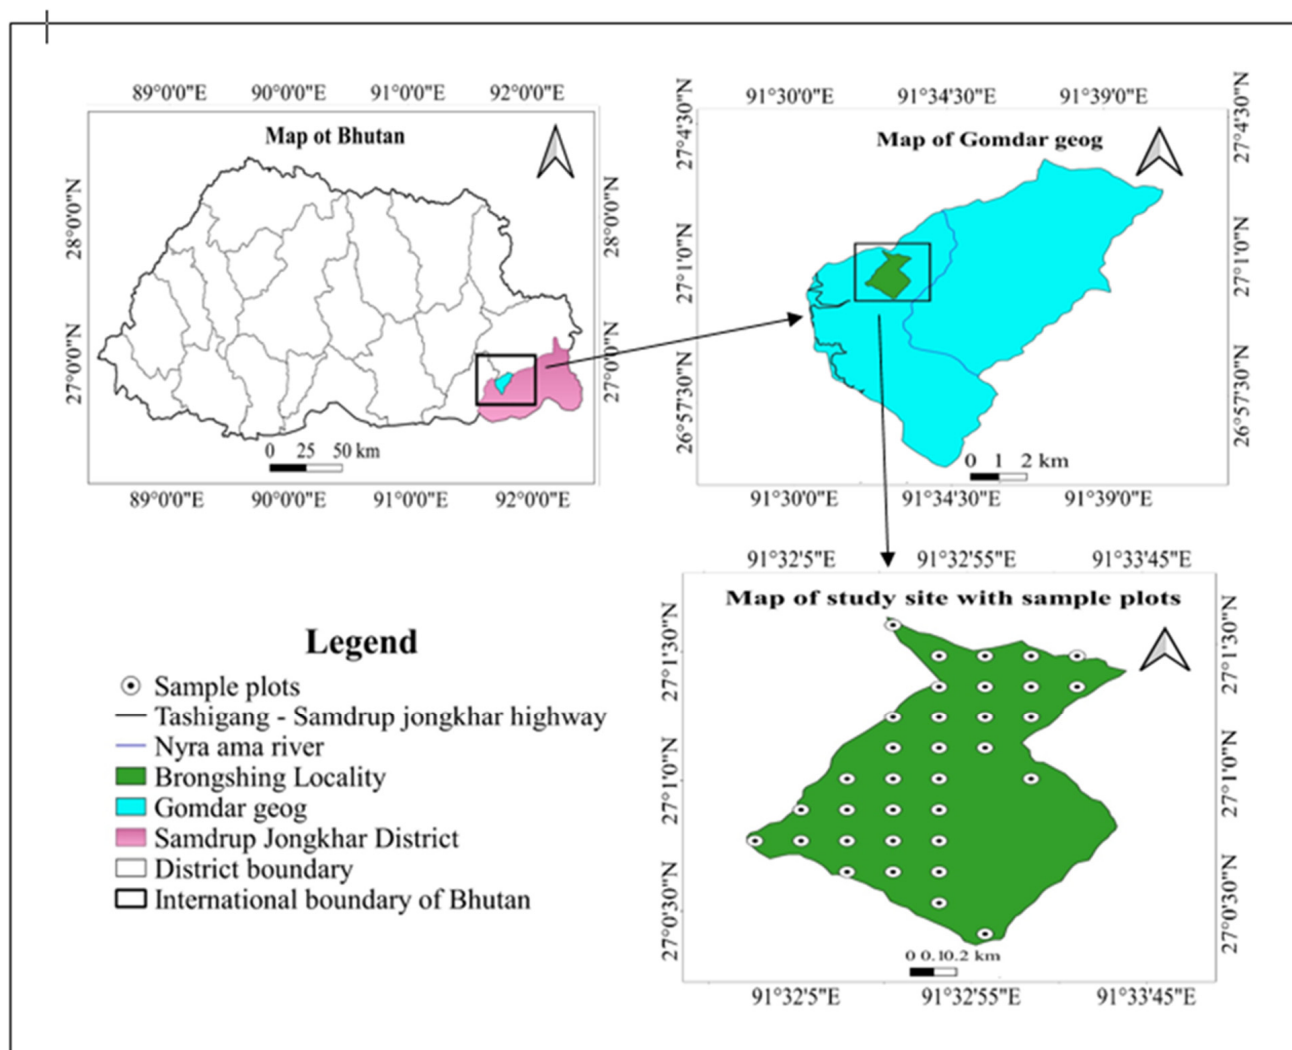 89°0'0"E 90°0'0"E 91°0'0"E 92°0'0"E
Map ot Bhutan
28°0'0"N
28°0'0"N
27°0'0"N
27°0'0"N
0 25 50 km
89°0'0"E 90°0'0"E 91°0'0"E 92°0'0"E
91°30'0"E 91°34'30"E 91°39'0"E
Map of Gomdar geog
27°4'30"N
27°4'30"N
27°1'0"N
27°1'0"N
26°57'30"N
26°57'30"N
0 1 2 km
91°30'0"E 91°34'30"E 91°39'0"E
Legend
Sample plots
Tashigang - Samdrup jongkhar highway
Nyra ama river
Brongshing Locality
Gomdar geog
Samdrup Jongkhar District
District boundary
International boundary of Bhutan
91°32'5"E 91°32'55"E 91°33'45"E
Map of study site with sample plots
27°1'30"N
27°1'30"N
27°1'0"N
27°1'0"N
27°0'30"N
27°0'30"N
0 0.10.2 km
91°32'5"E 91°32'55"E 91°33'45"E